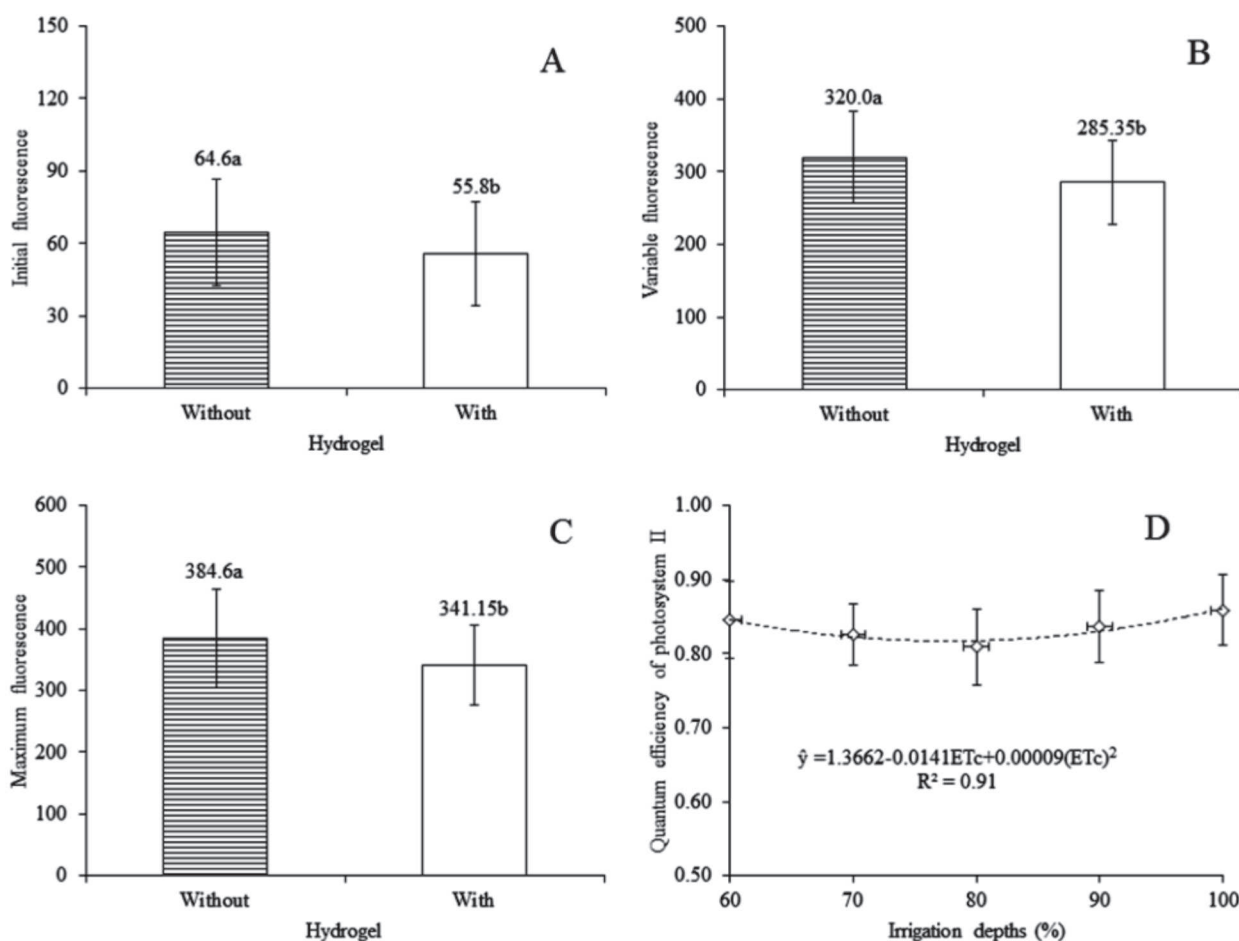 A
Initial fluorescence
150
120
90
60
30
0
64.6a
55.8b
Without
With
Hydrogel
B
Variable fluorescence
500
400
300
200
100
0
320.0a
285.35b
Without
With
Hydrogel
C
Maximum fluorescence
600
500
400
300
200
100
0
384.6a
341.15b
Without
With
Hydrogel
D
Quantum efficiency of photosystem II
1.00
0.90
0.80
0.70
0.60
0.50
ŷ =1.3662-0.0141ETc+0.00009(ETc)²
R² = 0.91
60
70
80
90
100
Irrigation depths (%)